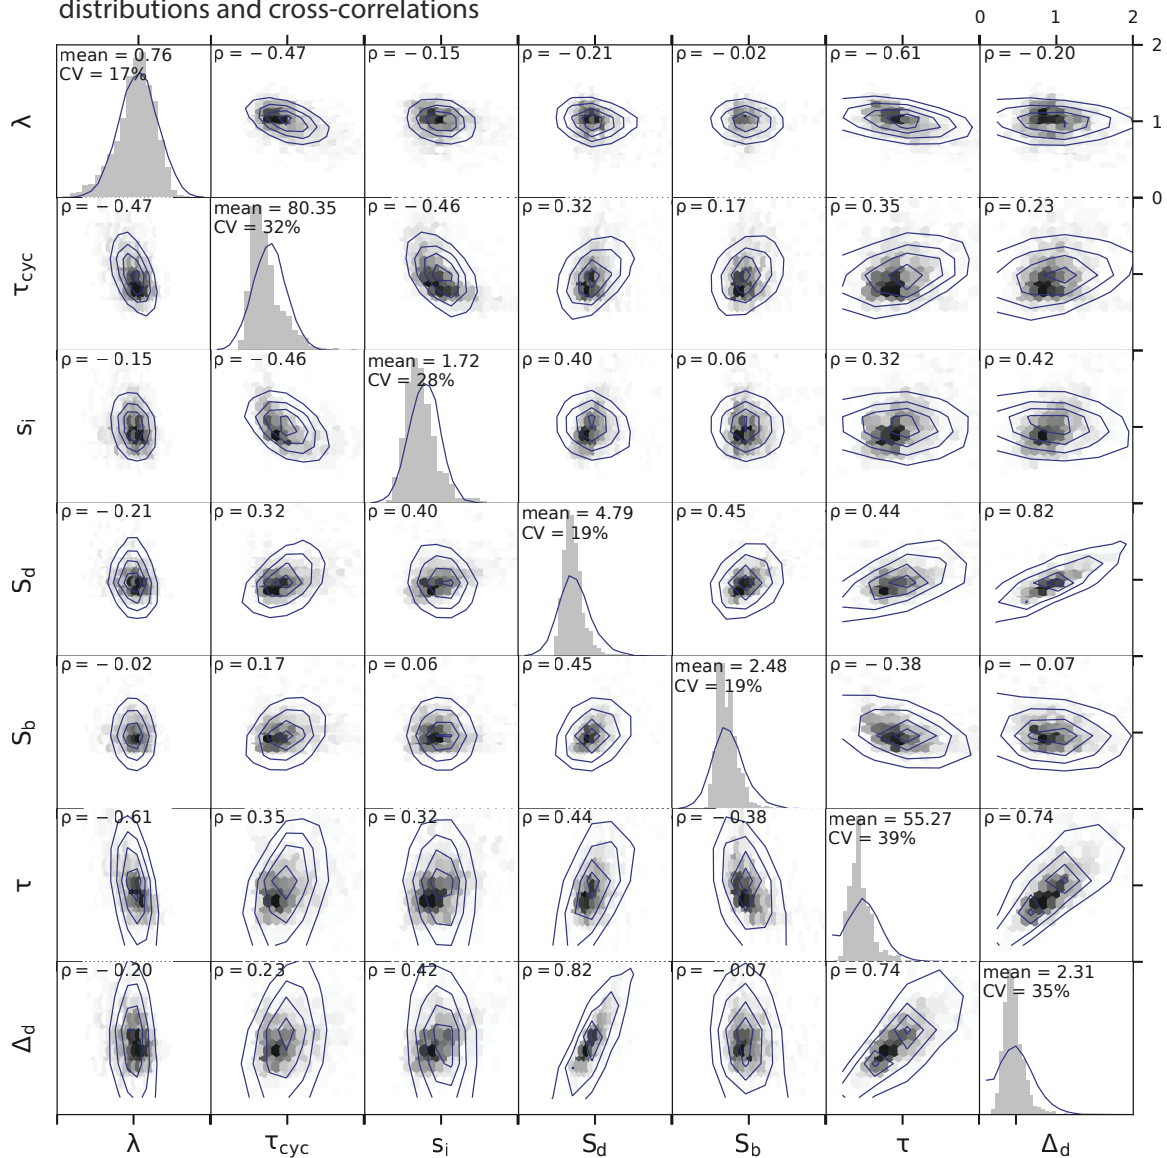 distributions and cross-correlations
0 1 2
mean = 0.76
CV = 17%
ρ = − 0.47
ρ = − 0.15
ρ = − 0.21
ρ = − 0.02
ρ = − 0.61
ρ = − 0.20
2
λ
1
0
ρ = − 0.47
mean = 80.35
CV = 32%
ρ = − 0.46
ρ = 0.32
ρ = 0.17
ρ = 0.35
ρ = 0.23
τcyc
ρ = − 0.15
ρ = − 0.46
mean = 1.72
CV = 28%
ρ = 0.40
ρ = 0.06
ρ = 0.32
ρ = 0.42
si
ρ = − 0.21
ρ = 0.32
ρ = 0.40
mean = 4.79
CV = 19%
ρ = 0.45
ρ = 0.44
ρ = 0.82
Sd
ρ = − 0.02
ρ = 0.17
ρ = 0.06
ρ = 0.45
mean = 2.48
CV = 19%
ρ = − 0.38
ρ = − 0.07
Sb
ρ = − 0.61
ρ = 0.35
ρ = 0.32
ρ = 0.44
ρ = − 0.38
mean = 55.27
CV = 39%
ρ = 0.74
τ
ρ = − 0.20
ρ = 0.23
ρ = 0.42
ρ = 0.82
ρ = − 0.07
ρ = 0.74
mean = 2.31
CV = 35%
Δd
λ τcyc si Sd Sb τ Δd